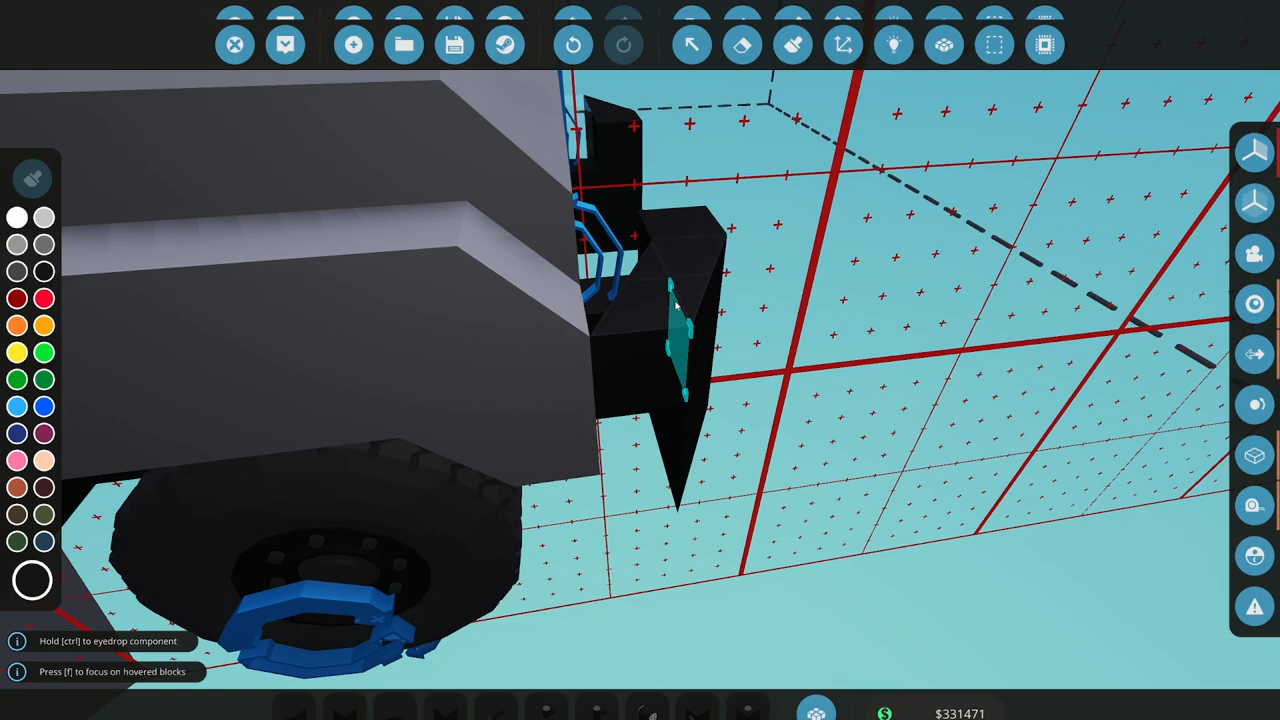 Hold [ctrl] to eyedrop component
Press [f] to focus on hovered blocks
$331471